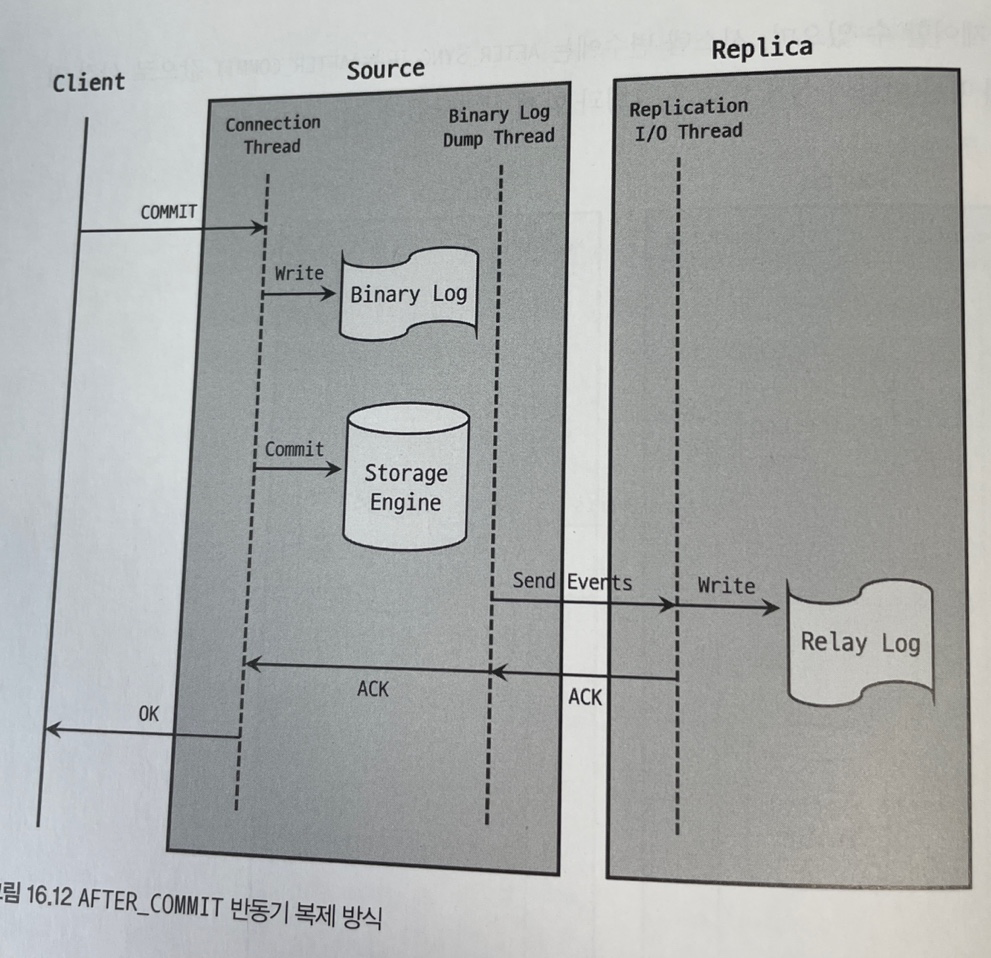 Client
Source
Replica
Connection
Thread
Binary Log
Dump Thread
Replication
I/O Thread
COMMIT
Write
Binary Log
Commit
Storage
Engine
Send Events
Write
Relay Log
ACK
ACK
OK
림 16.12 AFTER_COMMIT 반동기 복제 방식